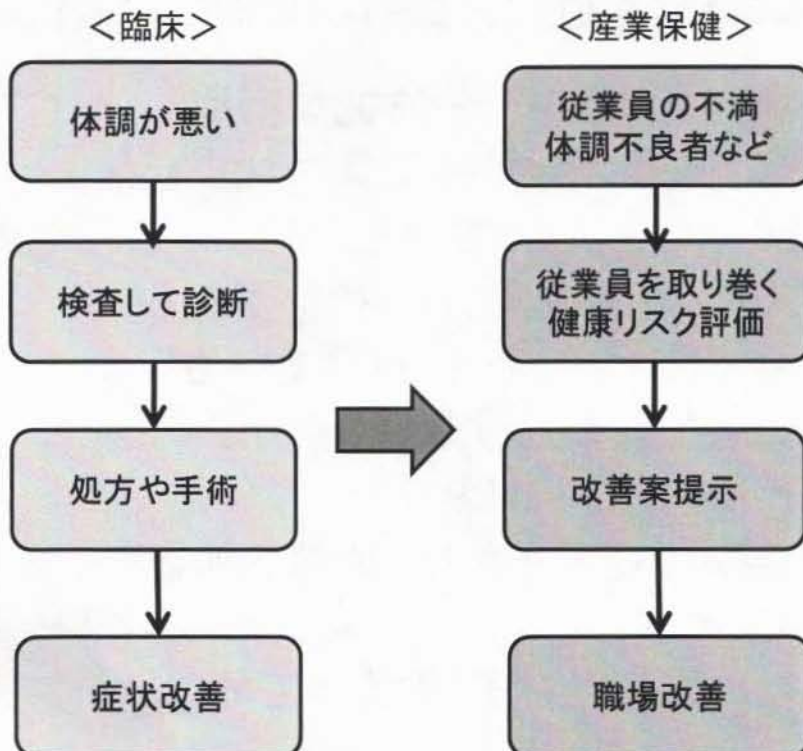 ＜臨床＞
体調が悪い
検査して診断
処方や手術
症状改善
＜産業保健＞
従業員の不満
体調不良者など
従業員を取り巻く
健康リスク評価
改善案提示
職場改善